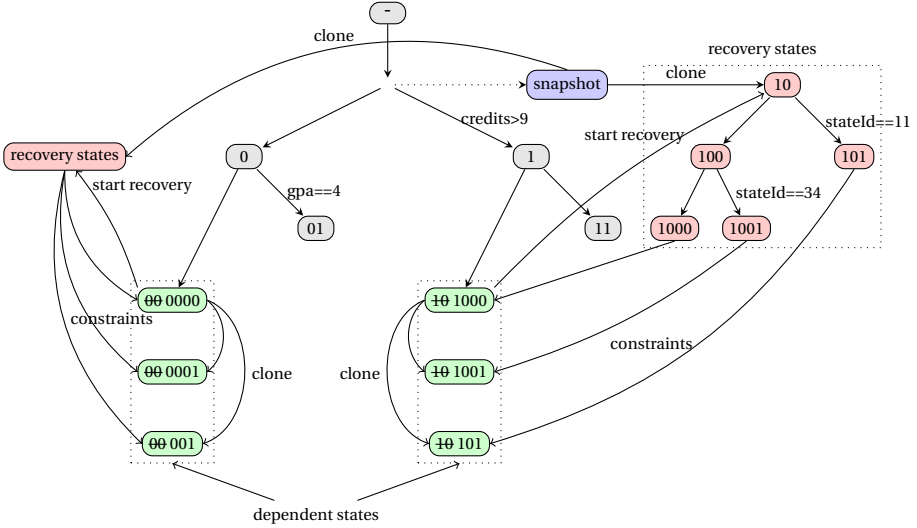 -
clone
recovery states
snapshot
clone
10
credits>9
stateId==11
start recovery
recovery states
0
1
100
101
start recovery
gpa==4
stateId==34
01
11
1000
1001
00 0000
10 1000
constraints
constraints
00 0001
clone
clone
10 1001
00 001
10 101
dependent states